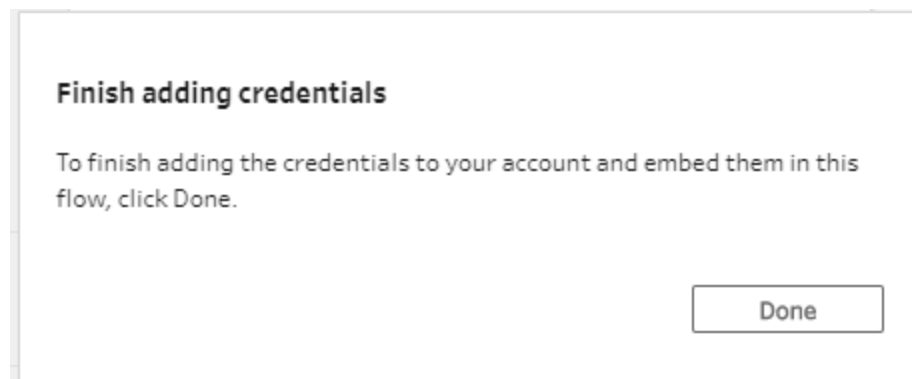 Finish adding credentials
To finish adding the credentials to your account and embed them in this
flow, click Done.
Done